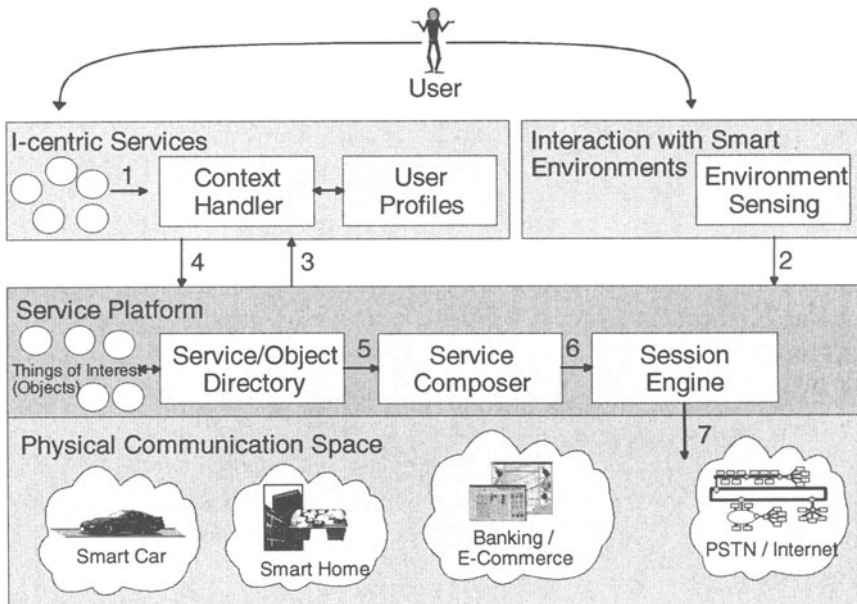 User
I-centric Services
1
Context
Handler
User
Profiles
Interaction with Smart
Environments
Environment
Sensing
4
3
2
Service Platform
Things of Interest
(Objects)
Service/Object
Directory
5
Service
Composer
6
Session
Engine
7
Physical Communication Space
Smart Car
Smart Home
Banking /
E-Commerce
PSTN / Internet